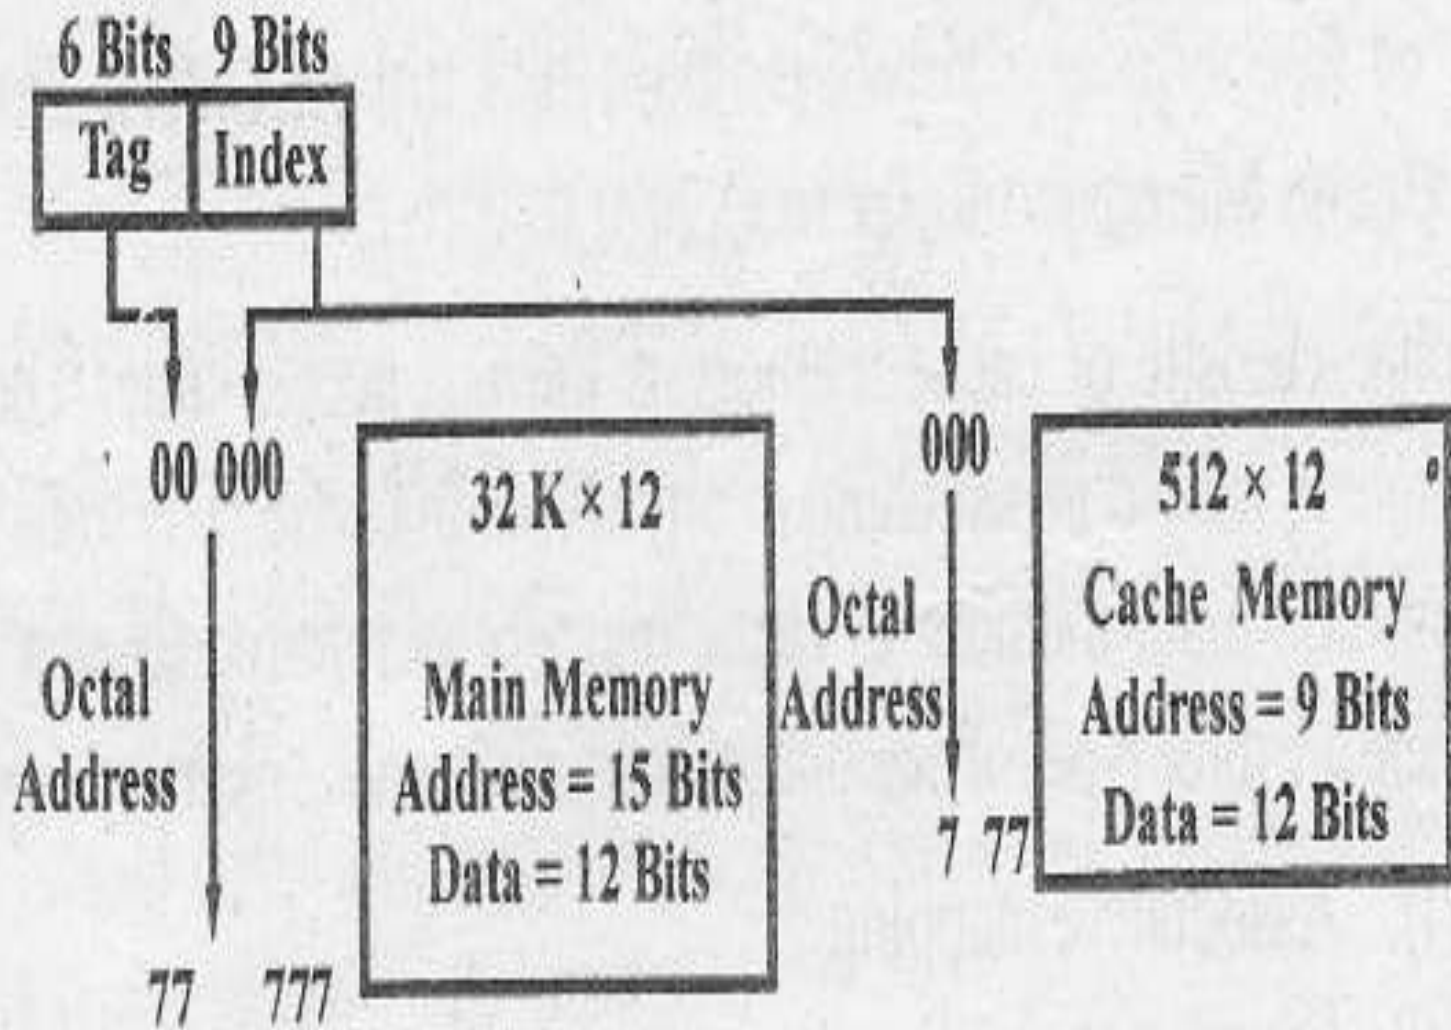 6 Bits 9 Bits
Tag Index
00 000
32 K × 12
Main Memory
Address = 15 Bits
Data = 12 Bits
Octal
Address
77 777
000
Octal
Address
7 77
512 × 12
Cache Memory
Address = 9 Bits
Data = 12 Bits